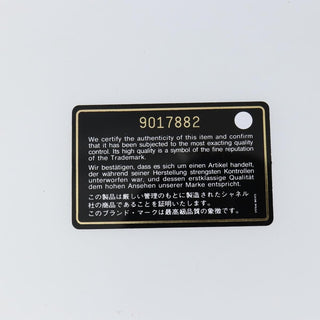 9017882
We certify the authenticity of this item and confirm
that it has been subjected to the most exacting quality
control. Its high quality is a symbol of the fine reputation
of the Trademark.
Wir bestätigen, dass es sich um einen Artikel handelt,
der während seiner Herstellung strengsten Kontrollen
unterworfen war, und dessen erstklassige Qualität
dem hohen Ansehen unserer Marke entspricht.
この製品は厳しい管理のもとに製造されたシャネル
社の商品であることを証明いたします。
このブランド・マークは最高級品質の象徴です。